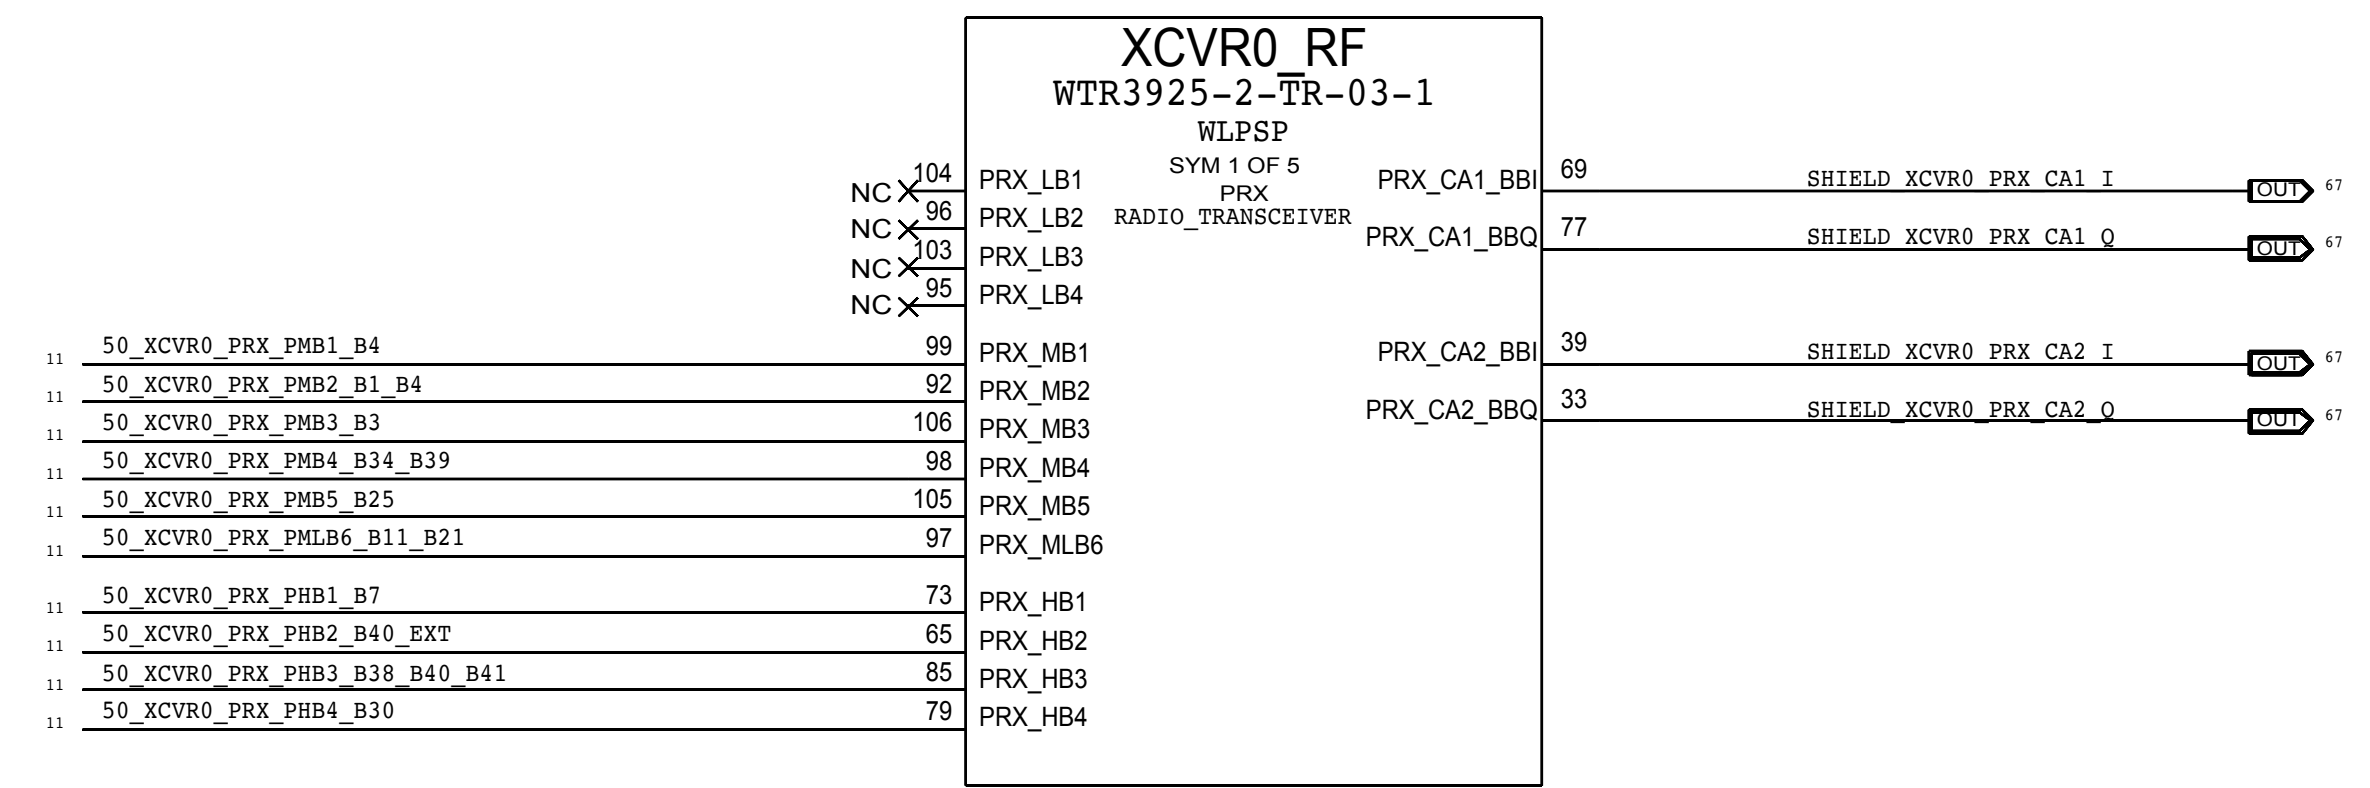 XCVR0_RF
WTR3925-2-TR-03-1
WLPSP
SYM 1 OF 5
PRX
RADIO_TRANSCEIVER
NC 104 PRX_LB1
NC 96 PRX_LB2
NC 103 PRX_LB3
NC 95 PRX_LB4
11 50_XCVR0_PRX_PMB1_B4 99 PRX_MB1
11 50_XCVR0_PRX_PMB2_B1_B4 92 PRX_MB2
11 50_XCVR0_PRX_PMB3_B3 106 PRX_MB3
11 50_XCVR0_PRX_PMB4_B34_B39 98 PRX_MB4
11 50_XCVR0_PRX_PMB5_B25 105 PRX_MB5
11 50_XCVR0_PRX_PMLB6_B11_B21 97 PRX_MLB6
11 50_XCVR0_PRX_PHB1_B7 73 PRX_HB1
11 50_XCVR0_PRX_PHB2_B40_EXT 65 PRX_HB2
11 50_XCVR0_PRX_PHB3_B38_B40_B41 85 PRX_HB3
11 50_XCVR0_PRX_PHB4_B30 79 PRX_HB4
PRX_CA1_BBI 69 SHIELD_XCVR0_PRX_CA1_I OUT 67
PRX_CA1_BBQ 77 SHIELD_XCVR0_PRX_CA1_Q OUT 67
PRX_CA2_BBI 39 SHIELD_XCVR0_PRX_CA2_I OUT 67
PRX_CA2_BBQ 33 SHIELD_XCVR0_PRX_CA2_Q OUT 67